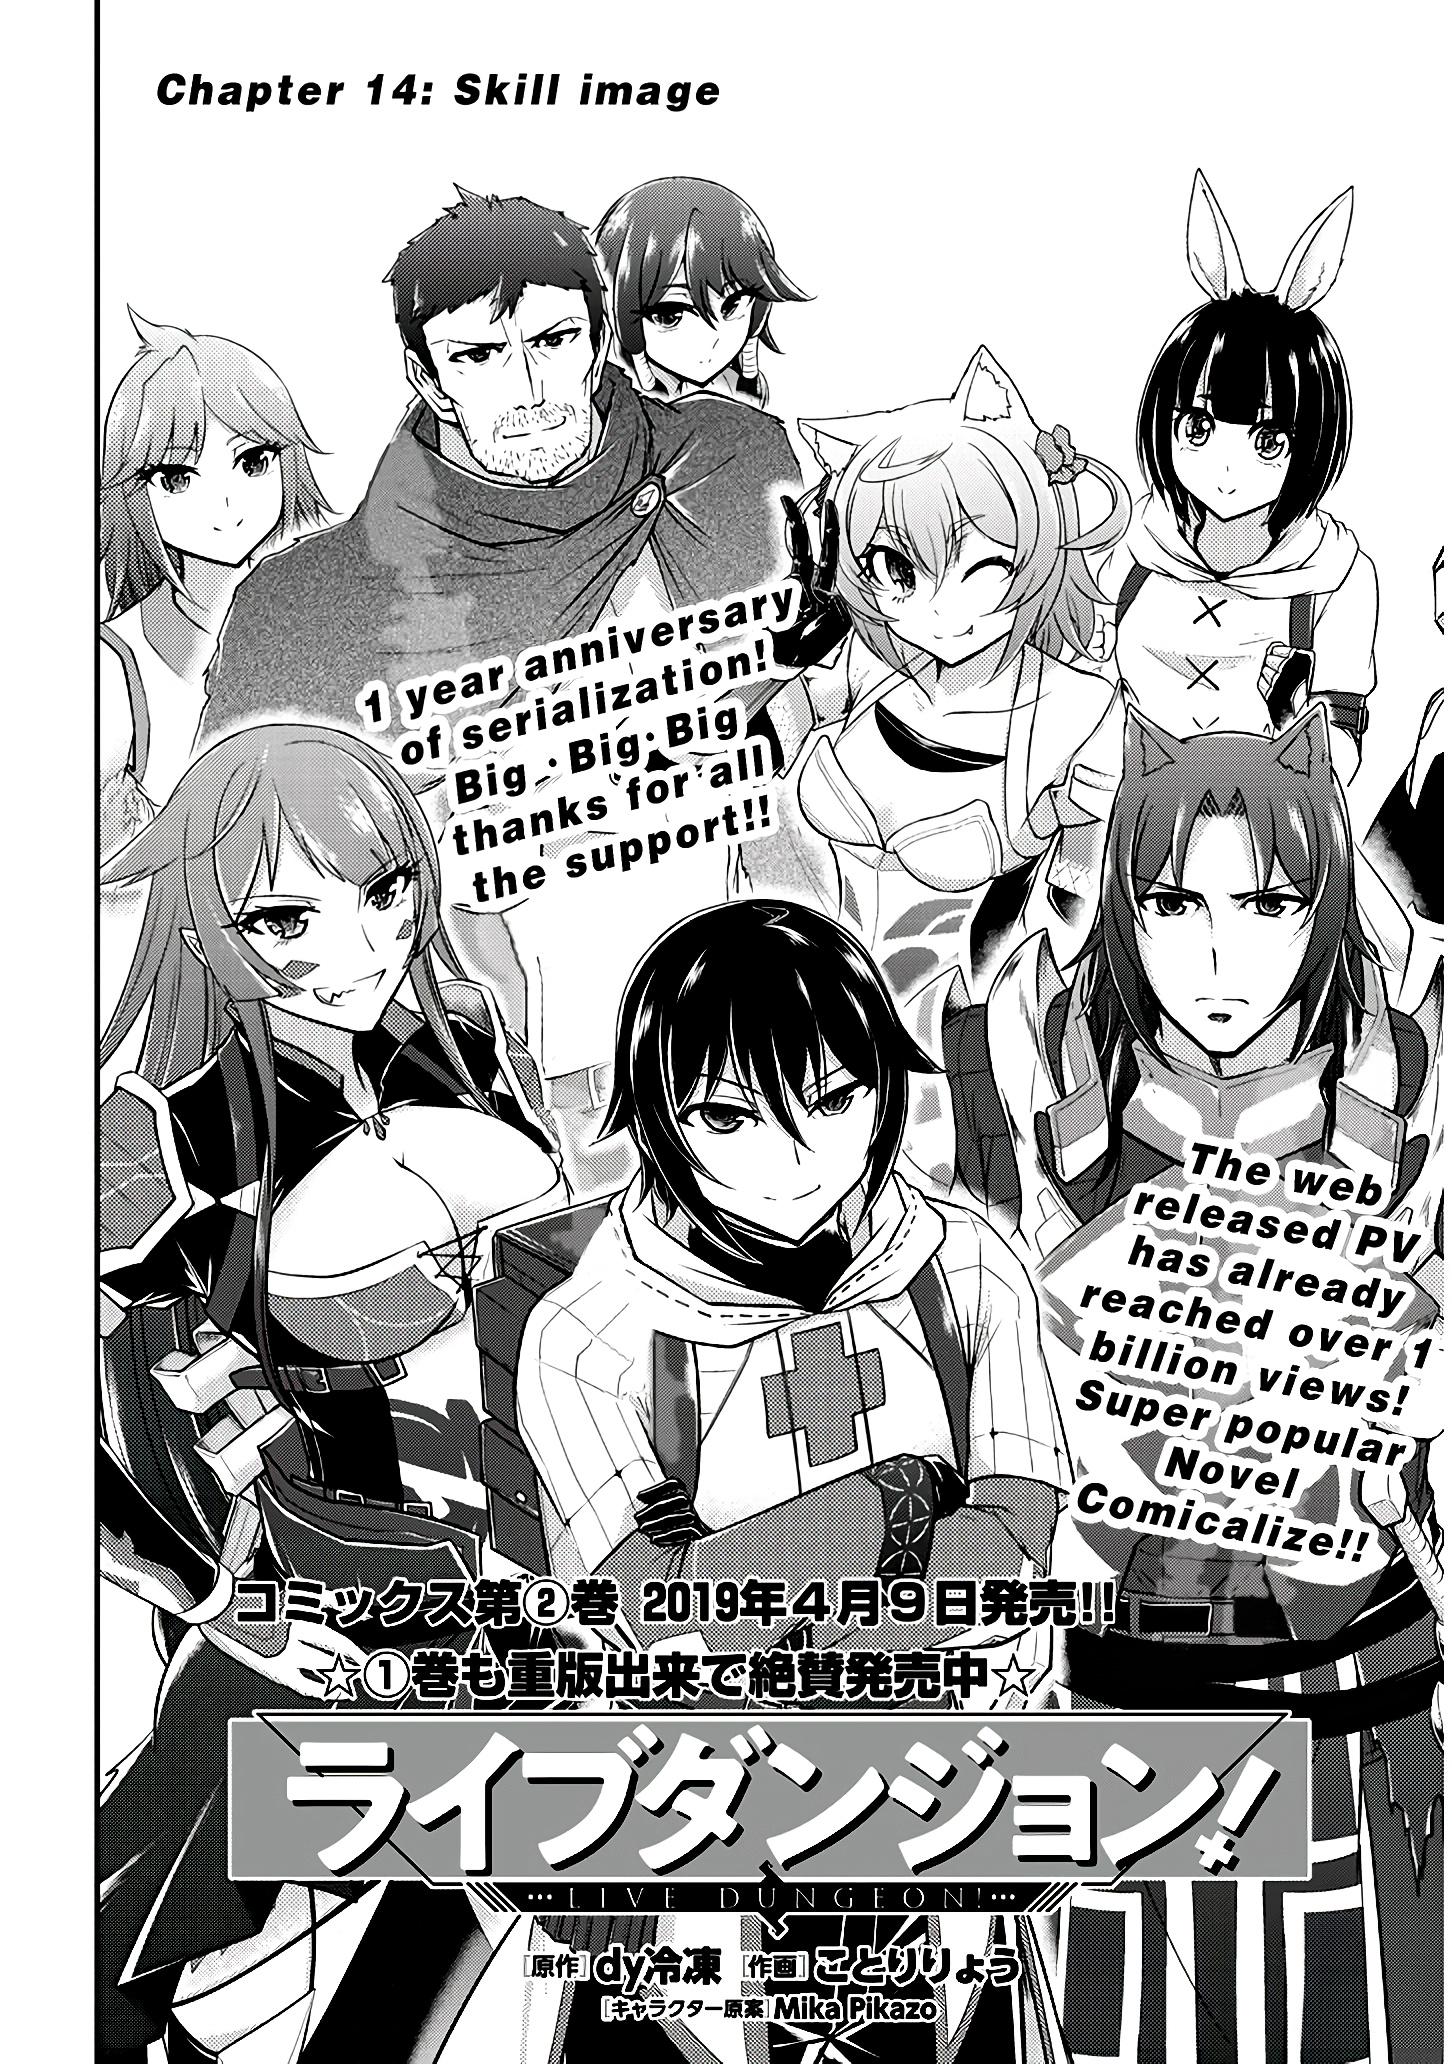 Chapter 14: Skill image
1 year anniversary
of serialization!
Big・Big・Big
thanks for all
the support!!
The web
released PV
has already
reached over 1
billion views!
Super popular
Novel
Comicalize!!
コミックス第②巻 2019年4月9日発売!!
☆①巻も重版出来で絶賛発売中☆
ライブダンジョン!
…LIVE DUNGEON!…
[原作]dy冷凍 [作画]ことりりょう
[キャラクター原案]Mika Pikazo